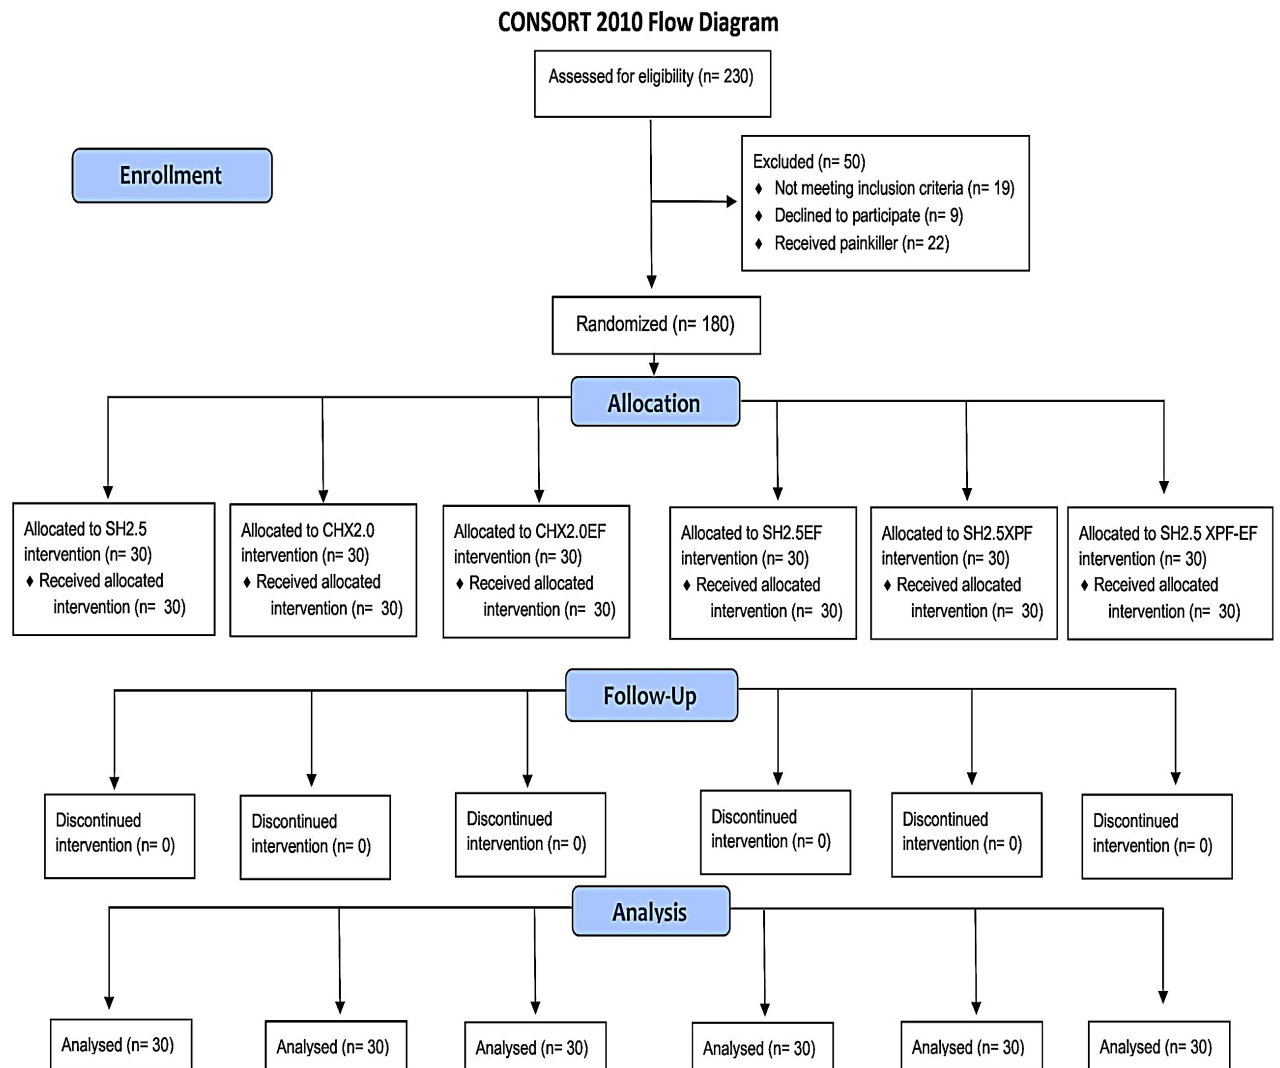 CONSORT 2010 Flow Diagram
Assessed for eligibility (n= 230)
Enrollment
Excluded (n= 50)
♦ Not meeting inclusion criteria (n= 19)
♦ Declined to participate (n= 9)
♦ Received painkiller (n= 22)
Randomized (n= 180)
Allocation
Allocated to SH2.5
intervention (n= 30)
♦ Received allocated
intervention (n= 30)
Allocated to CHX2.0
intervention (n= 30)
♦ Received allocated
intervention (n= 30)
Allocated to CHX2.0EF
intervention (n= 30)
♦ Received allocated
intervention (n= 30)
Allocated to SH2.5EF
intervention (n= 30)
♦ Received allocated
intervention (n= 30)
Allocated to SH2.5XPF
intervention (n= 30)
♦ Received allocated
intervention (n= 30)
Allocated to SH2.5 XPF-EF
intervention (n= 30)
♦ Received allocated
intervention (n= 30)
Follow-Up
Discontinued
intervention (n= 0)
Discontinued
intervention (n= 0)
Discontinued
intervention (n= 0)
Discontinued
intervention (n= 0)
Discontinued
intervention (n= 0)
Discontinued
intervention (n= 0)
Analysis
Analysed (n= 30)
Analysed (n= 30)
Analysed (n= 30)
Analysed (n= 30)
Analysed (n= 30)
Analysed (n= 30)